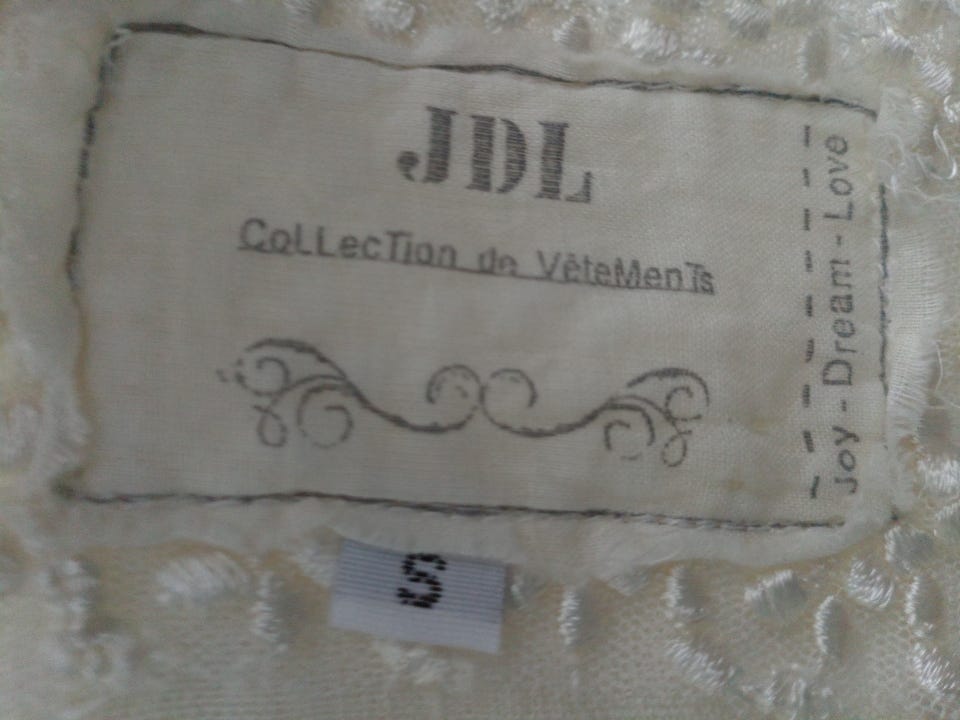 JDL
CoLLecTion de VêteMenTs
Joy - Dream - Love
S